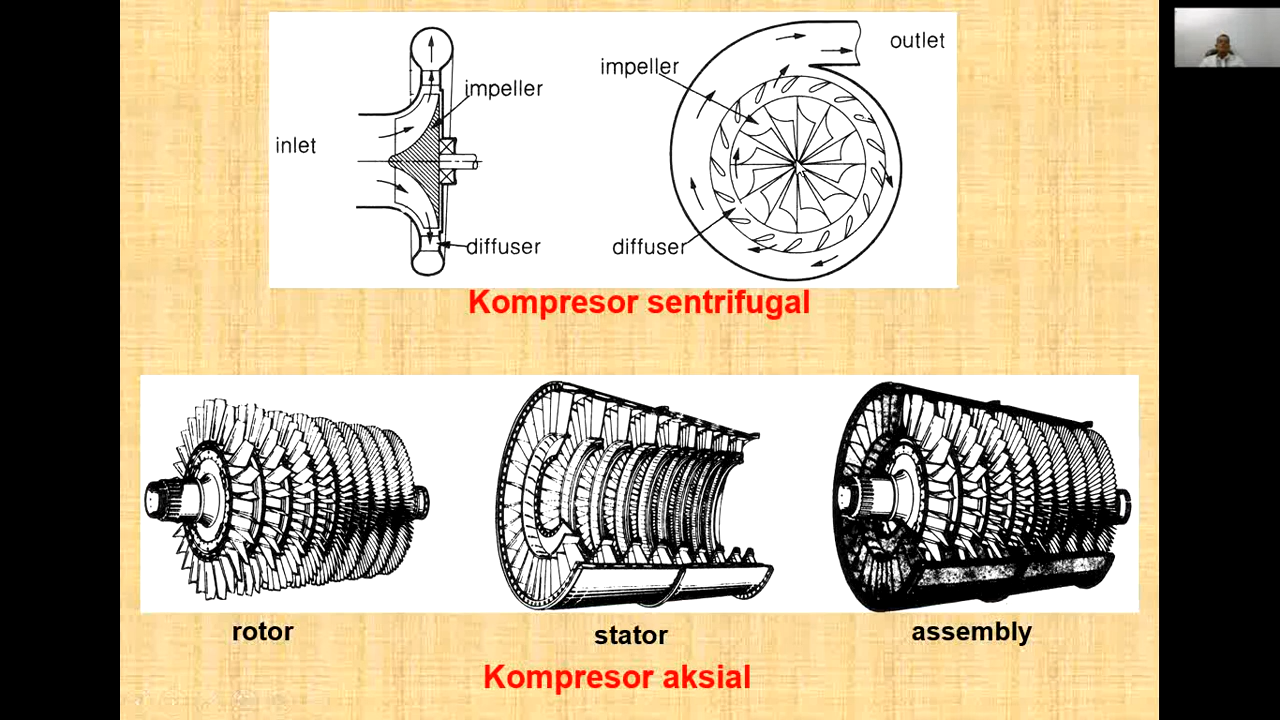 outlet
impeller
impeller
inlet
diffuser
diffuser
Kompresor sentrifugal
rotor
stator
assembly
Kompresor aksial